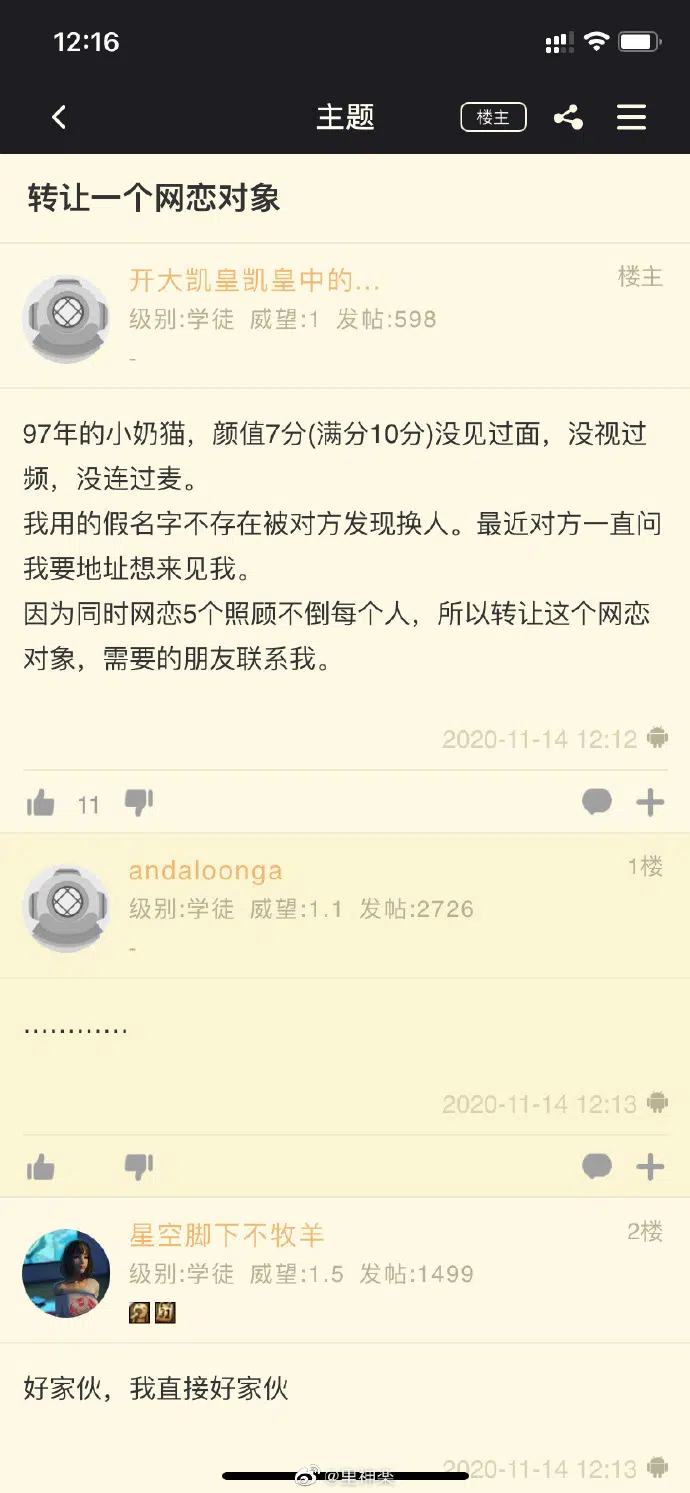 12:16
主题
楼主
转让一个网恋对象
开大凯皇凯皇中的...
楼主
级别:学徒 威望:1 发帖:598
-
97年的小奶猫，颜值7分(满分10分)没见过面，没视过
频，没连过麦。
我用的假名字不存在被对方发现换人。最近对方一直问
我要地址想来见我。
因为同时网恋5个照顾不倒每个人，所以转让这个网恋
对象，需要的朋友联系我。
2020-11-14 12:12
11
andaloonga
1楼
级别:学徒 威望:1.1 发帖:2726
-
............
2020-11-14 12:13
星空脚下不牧羊
2楼
级别:学徒 威望:1.5 发帖:1499
好家伙，我直接好家伙
2020-11-14 12:13